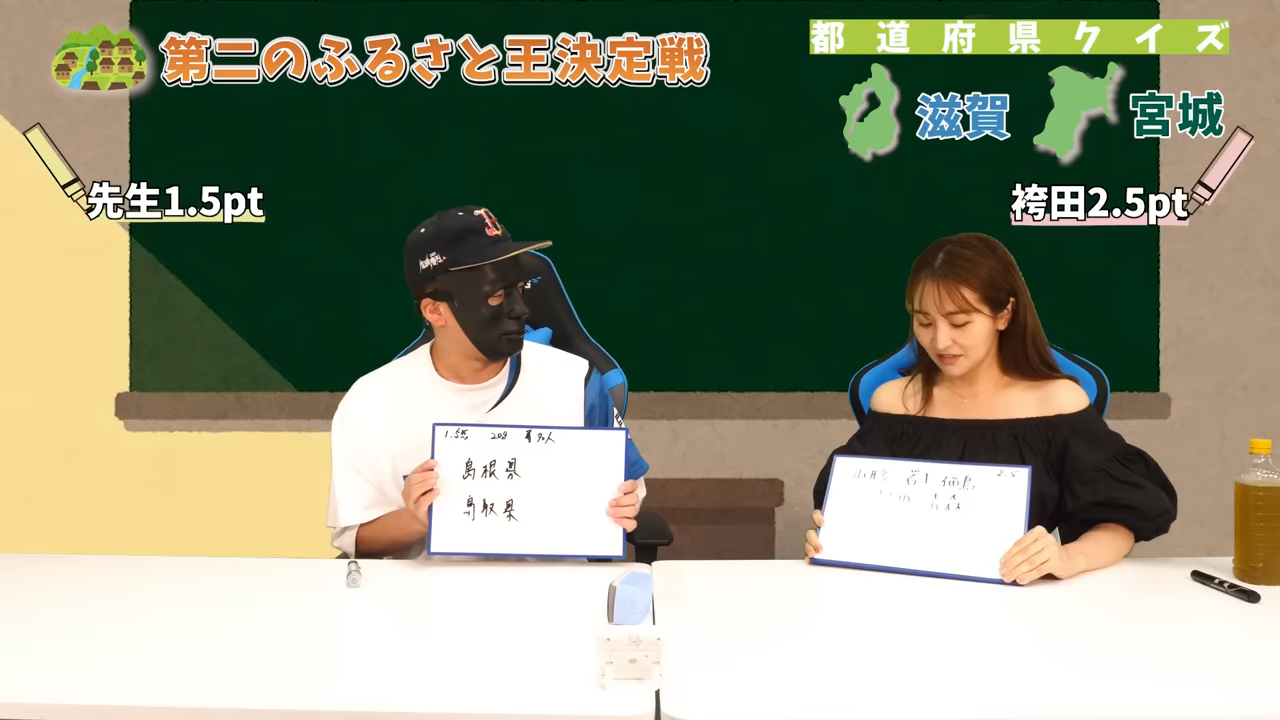 第二のふるさと王決定戦
都道府県クイズ
滋賀
宮城
先生1.5pt
袴田2.5pt
島根県
鳥取県
山形 岩手 福島
2.5